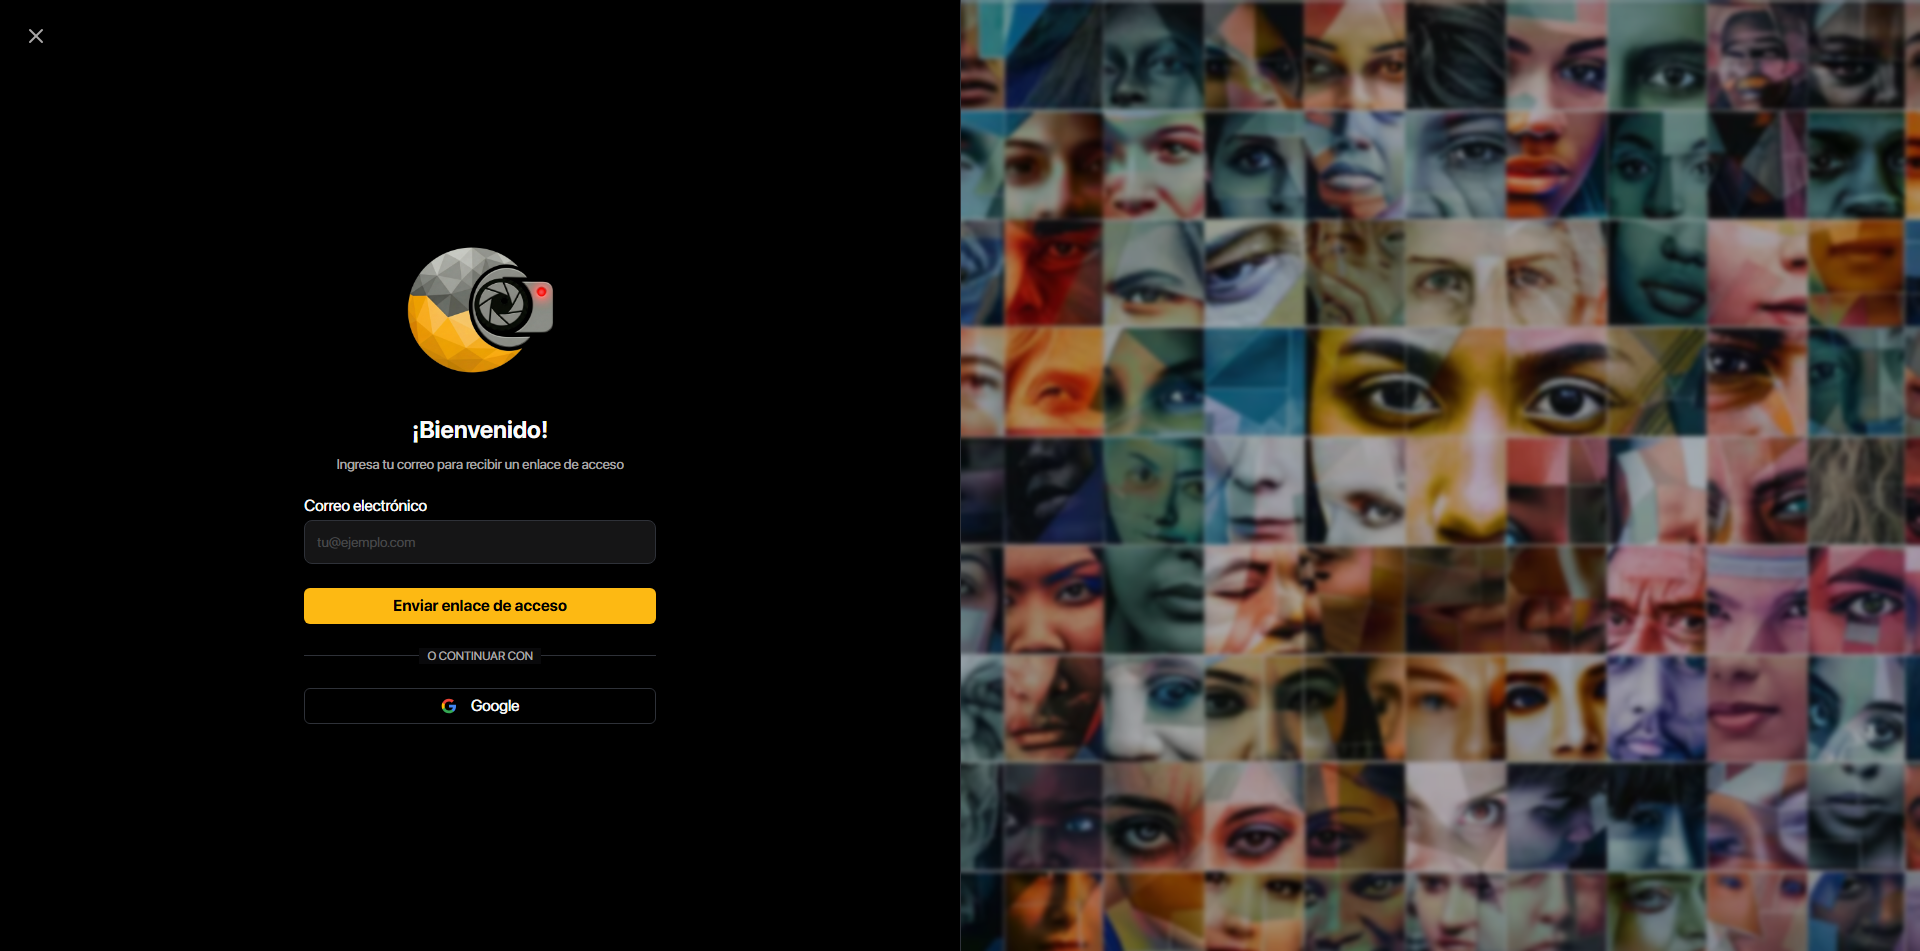 ¡Bienvenido!
Ingresa tu correo para recibir un enlace de acceso
Correo electrónico
tu@ejemplo.com
Enviar enlace de acceso
O CONTINUAR CON
Google